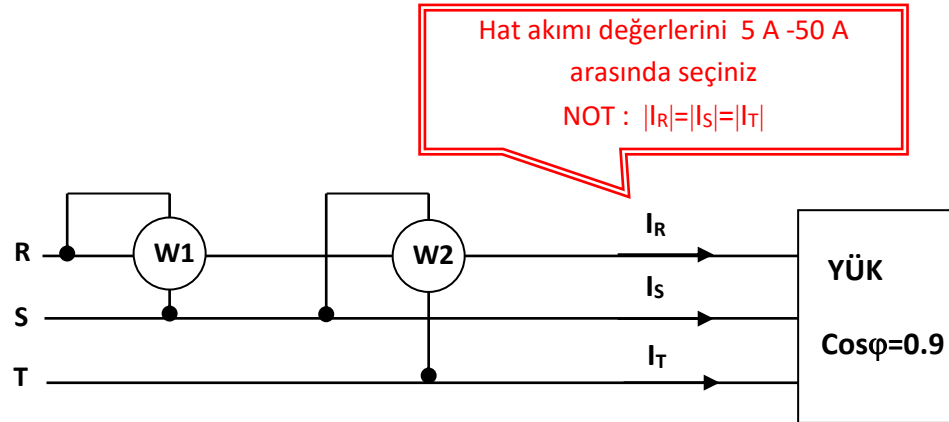 Hat akımı değerlerini 5 A -50 A
arasında seçiniz
NOT : |IR|=|IS|=|IT|
R
W1
W2
IR
YÜK
S
IS
Cosφ=0.9
T
IT